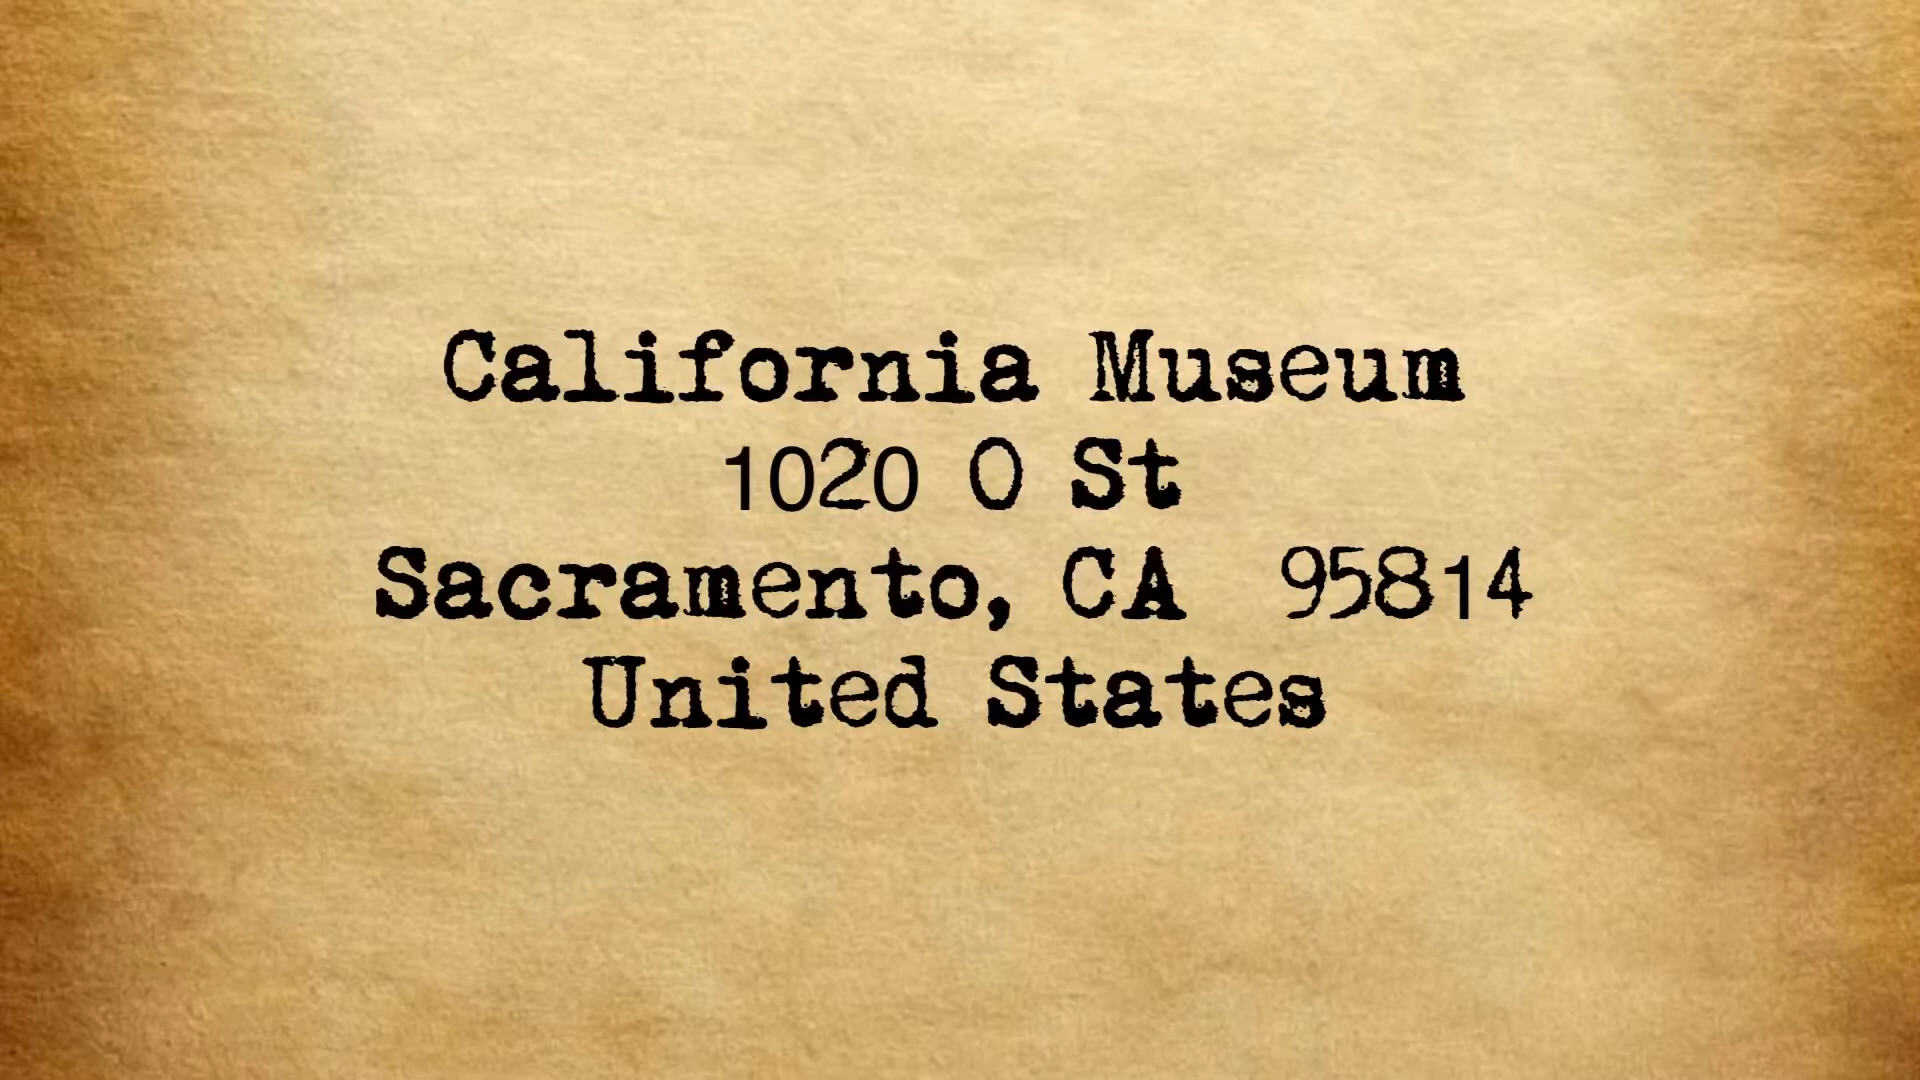 California Museum
1020 O St
Sacramento, CA  95814
United States